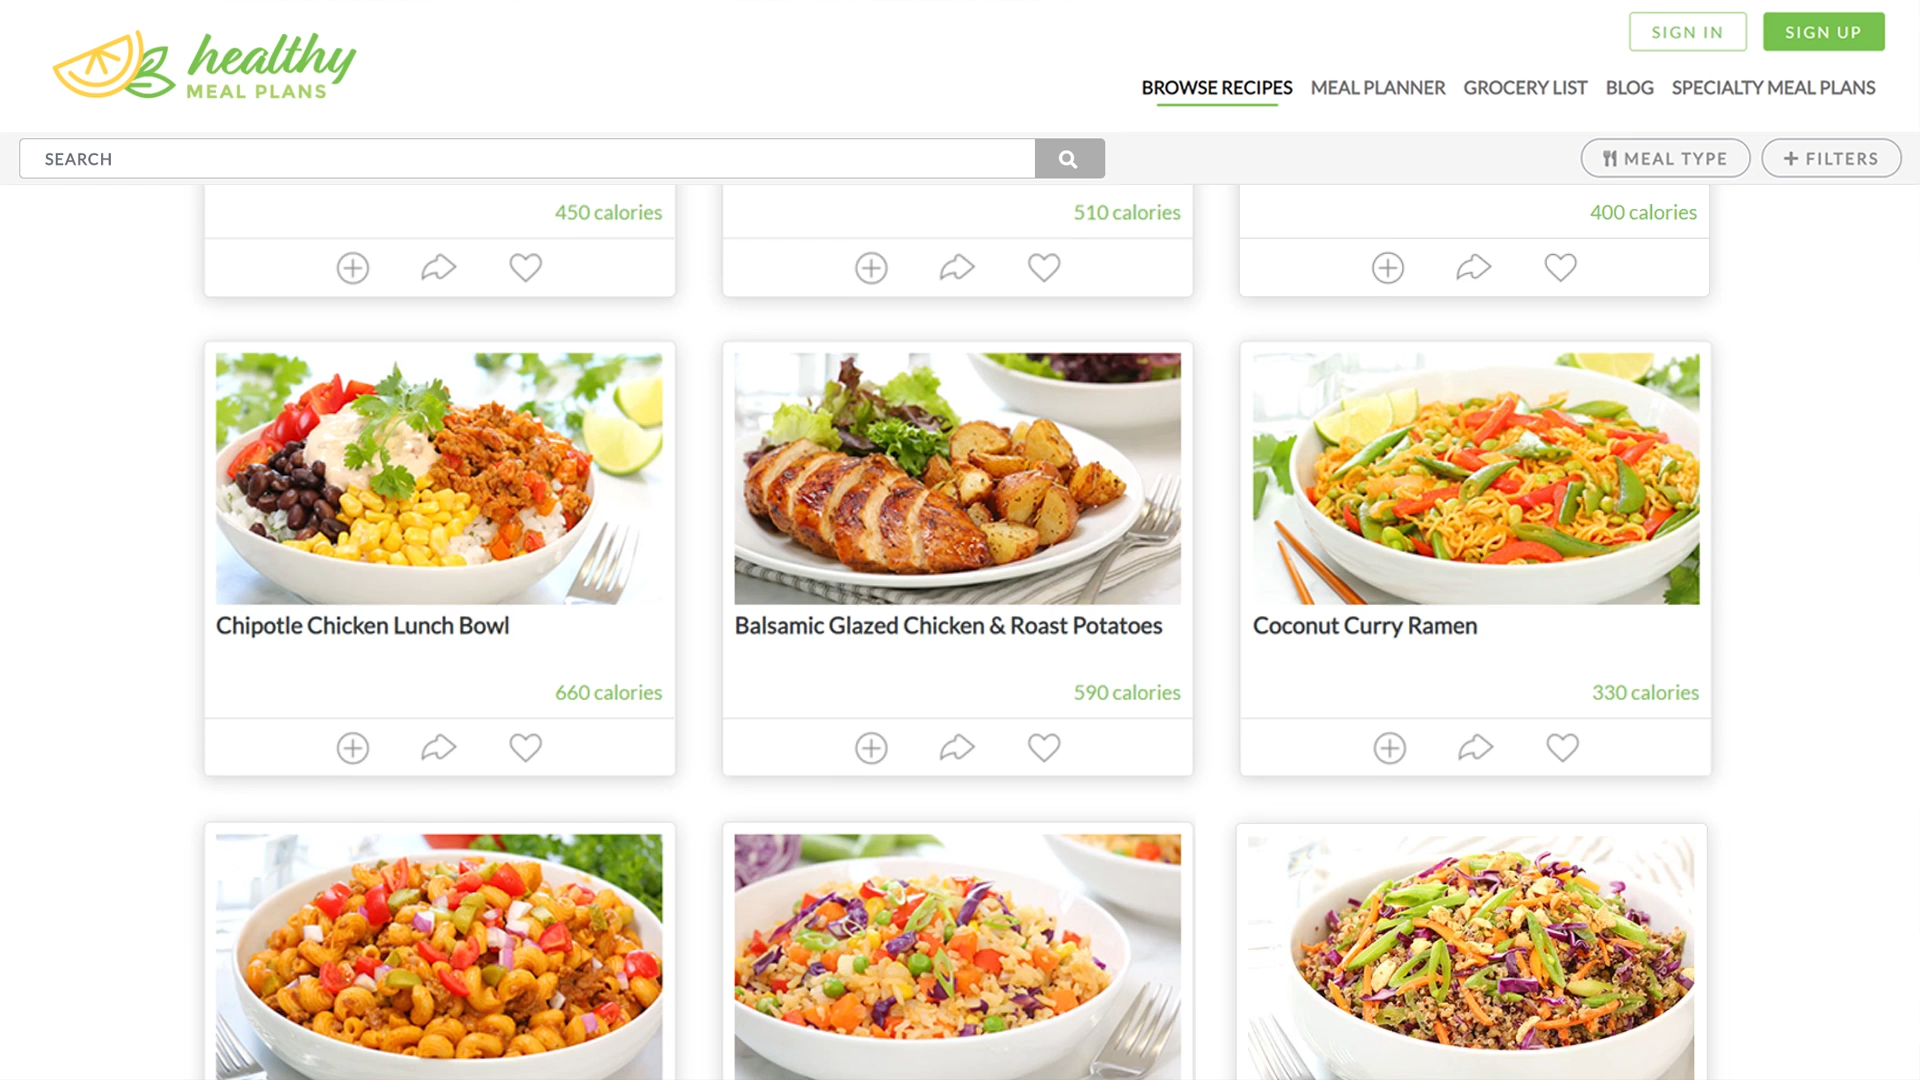 healthy
MEAL PLANS
SIGN IN
SIGN UP
BROWSE RECIPES
MEAL PLANNER
GROCERY LIST
BLOG
SPECIALTY MEAL PLANS
SEARCH
MEAL TYPE
+ FILTERS
450 calories
510 calories
400 calories
Chipotle Chicken Lunch Bowl
660 calories
Balsamic Glazed Chicken & Roast Potatoes
590 calories
Coconut Curry Ramen
330 calories